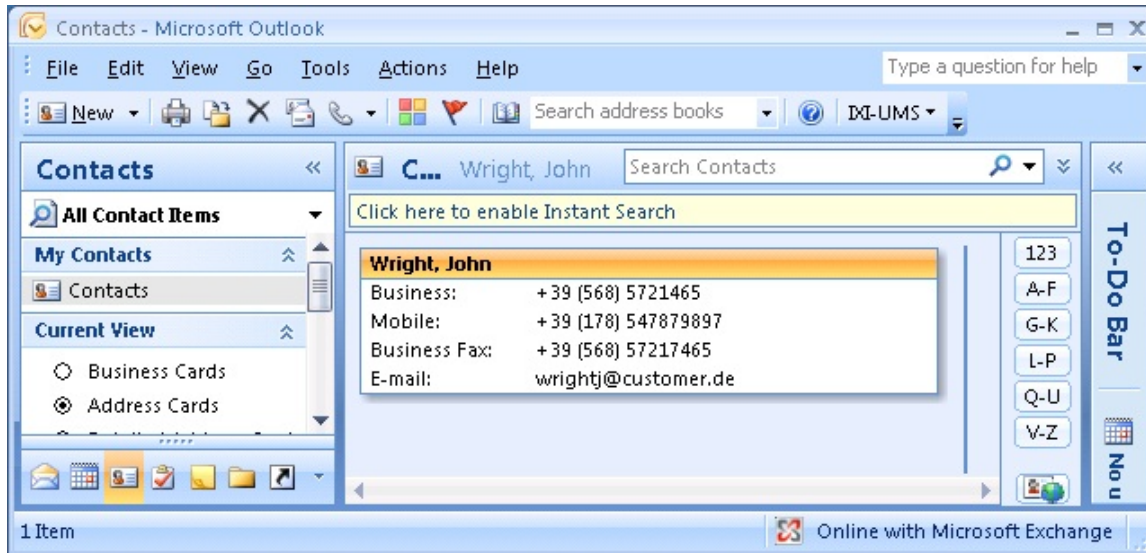 Contacts - Microsoft Outlook
File Edit View Go Tools Actions Help
Type a question for help
New
Search address books
IXI-UMS
Contacts
C... Wright, John
Search Contacts
All Contact Items
Click here to enable Instant Search
My Contacts
Contacts
Current View
Business Cards
Address Cards
Wright, John
Business: +39 (568) 5721465
Mobile: +39 (178) 547879897
Business Fax: +39 (568) 57217465
E-mail: wrightj@customer.de
123
A-F
G-K
L-P
Q-U
V-Z
To-Do Bar
No u
1 Item
Online with Microsoft Exchange